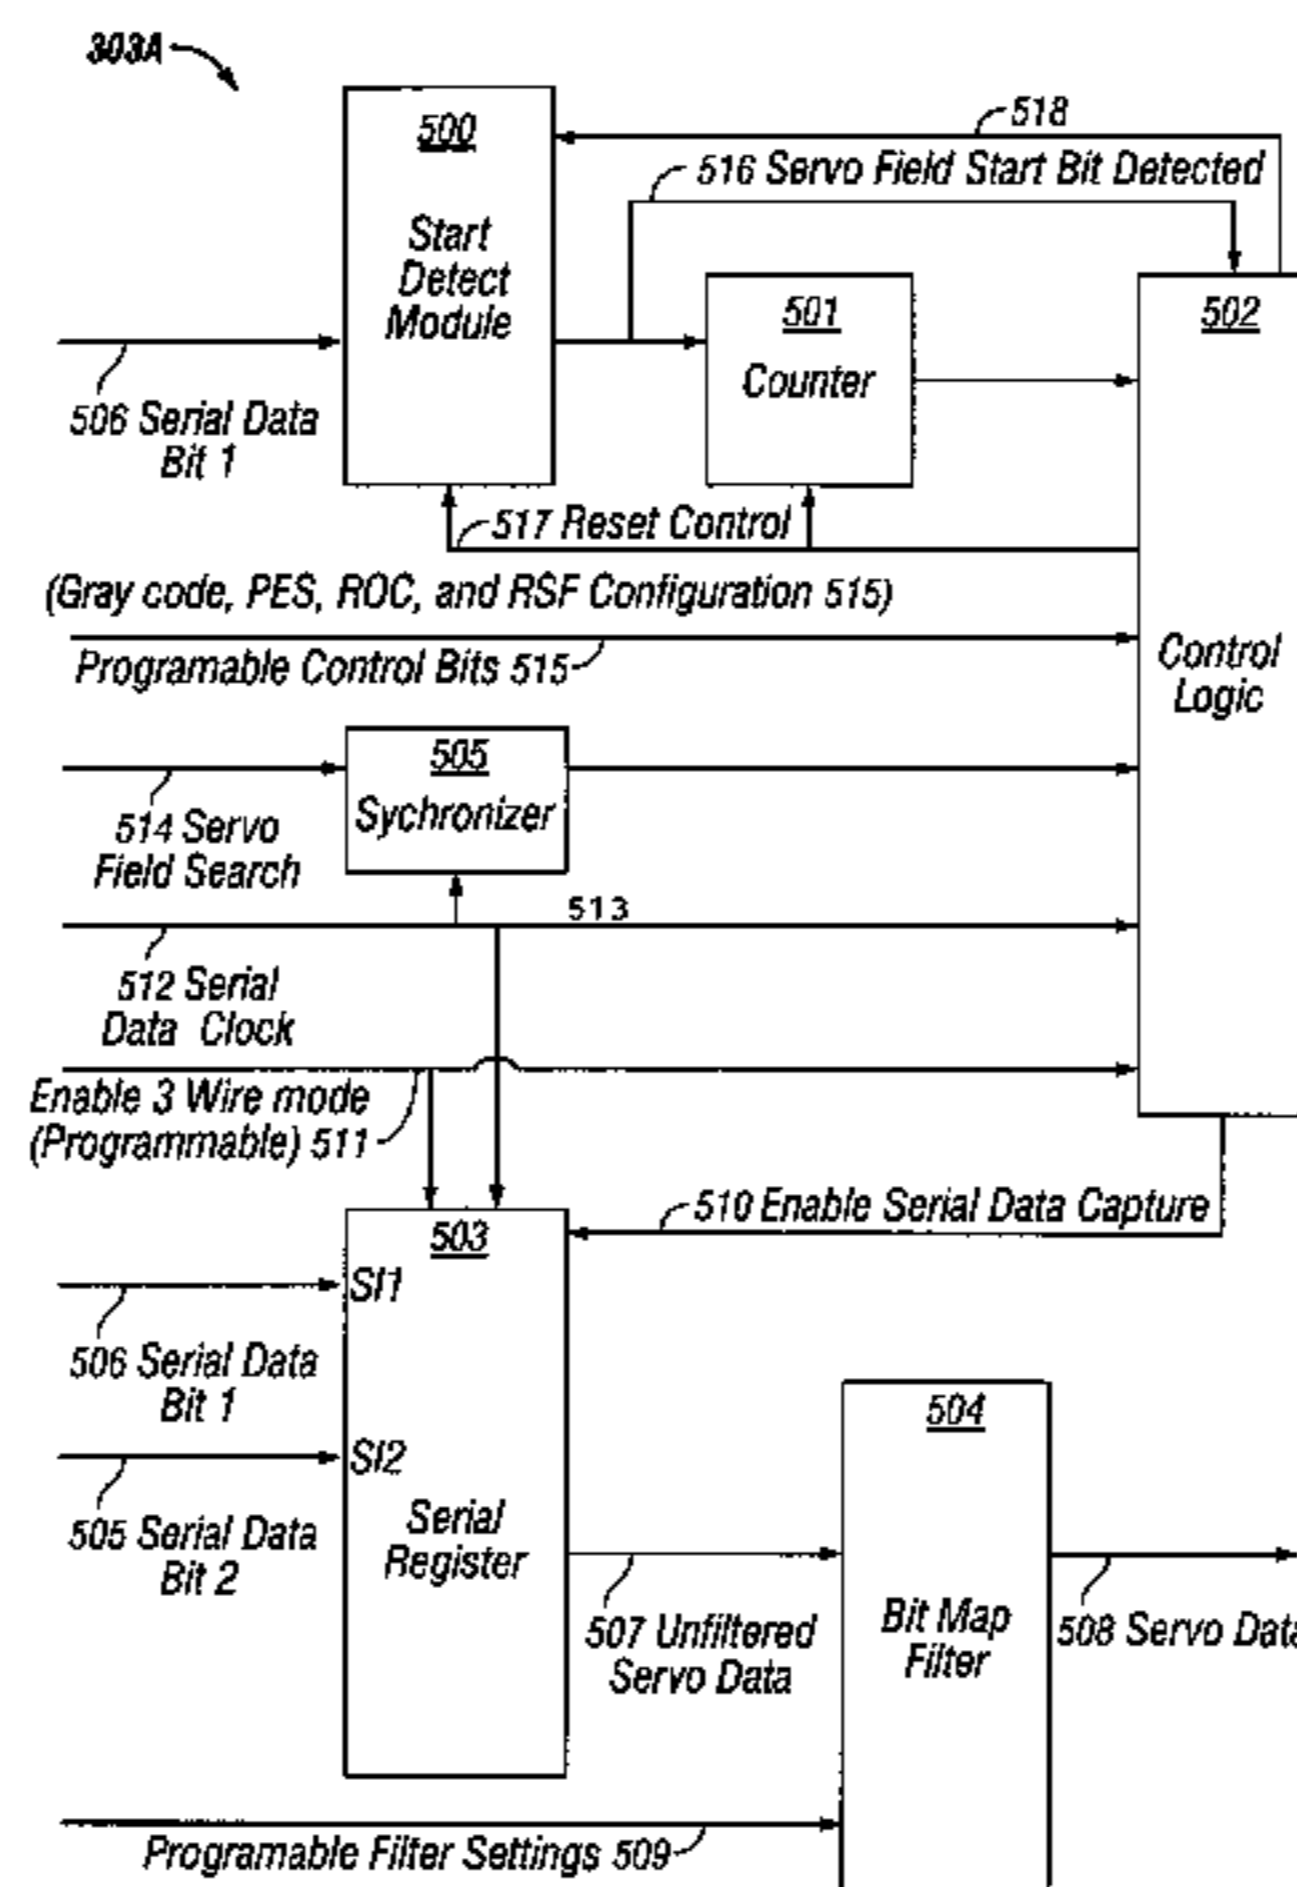 303A
500
Start
Detect
Module
518
516 Servo Field Start Bit Detected
501
Counter
502
Control
Logic
506 Serial Data
Bit 1
517 Reset Control
(Gray code, PES, ROC, and RSF Configuration 515)
Programable Control Bits 515
505
Sychronizer
514 Servo
Field Search
513
512 Serial
Data Clock
Enable 3 Wire mode
(Programmable) 511
510 Enable Serial Data Capture
503
SI1
506 Serial Data
Bit 1
SI2
505 Serial Data
Bit 2
Serial
Register
507 Unfiltered
Servo Data
504
Bit Map
Filter
508 Servo Data
Programable Filter Settings 509